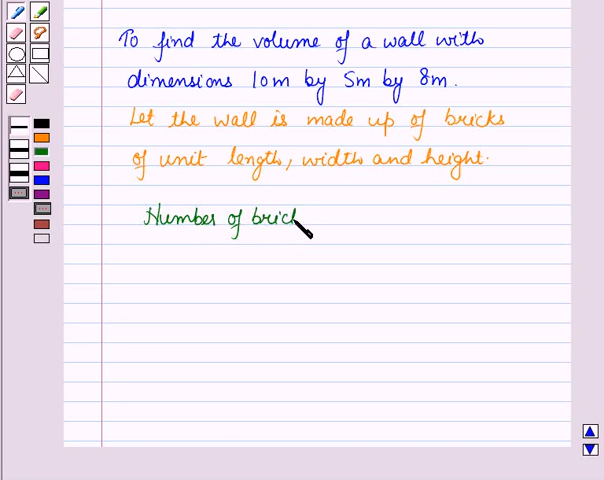 To find the volume of a wall with
dimensions 10m by 5m by 8m.
Let the wall is made up of bricks
of unit length, width and height.
Number of brick